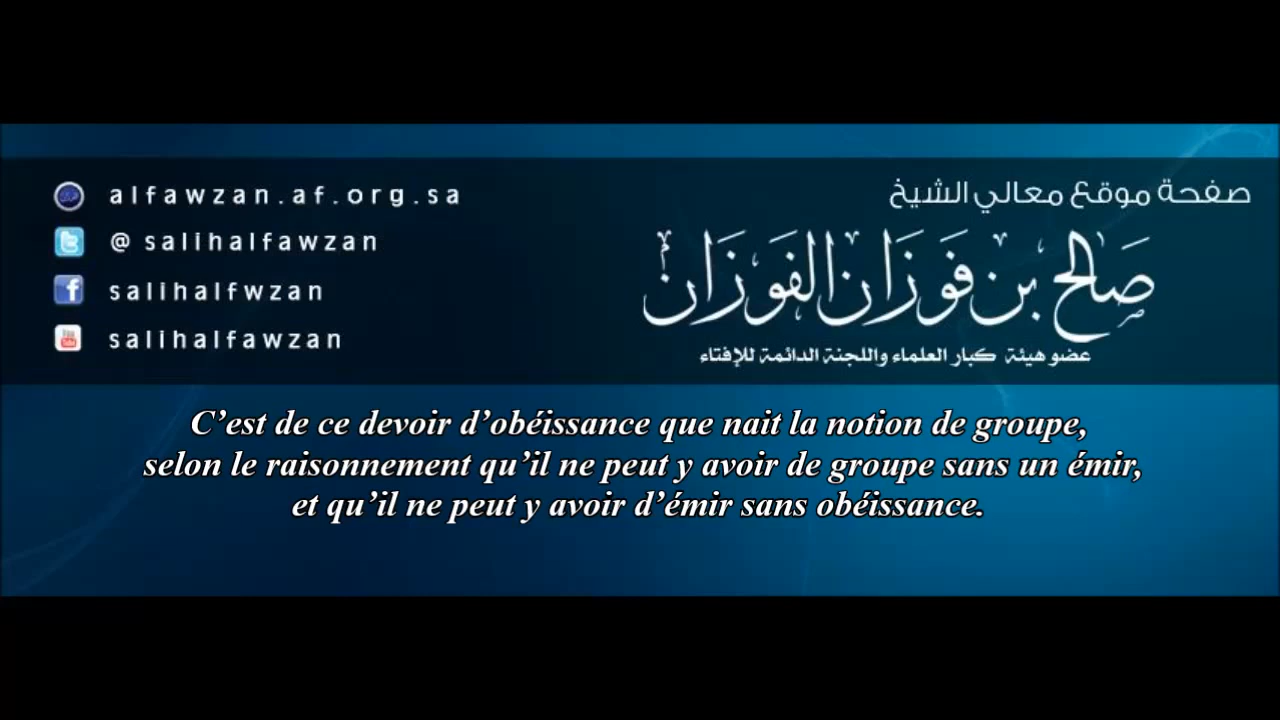 alfawzan.af.org.sa
@ salihalfawzan
salihalfwzan
salihalfawzan
صفحة موقع معالي الشيخ
صالح بن فوزان الفوزان
عضو هيئة كبار العلماء واللجنة الدائمة للإفتاء
C’est de ce devoir d’obéissance que nait la notion de groupe,
selon le raisonnement qu’il ne peut y avoir de groupe sans un émir,
et qu’il ne peut y avoir d’émir sans obéissance.